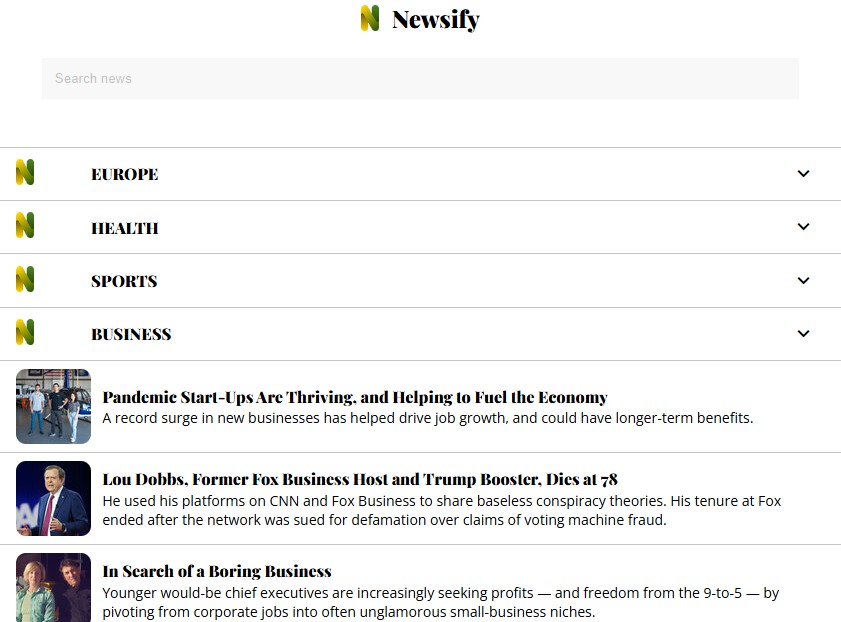 Newsify
Search news
EUROPE
HEALTH
SPORTS
BUSINESS
Pandemic Start-Ups Are Thriving, and Helping to Fuel the Economy
A record surge in new businesses has helped drive job growth, and could have longer-term benefits.
Lou Dobbs, Former Fox Business Host and Trump Booster, Dies at 78
He used his platforms on CNN and Fox Business to share baseless conspiracy theories. His tenure at Fox
ended after the network was sued for defamation over claims of voting machine fraud.
In Search of a Boring Business
Younger would-be chief executives are increasingly seeking profits — and freedom from the 9-to-5 — by
pivoting from corporate jobs into often unglamorous small-business niches.